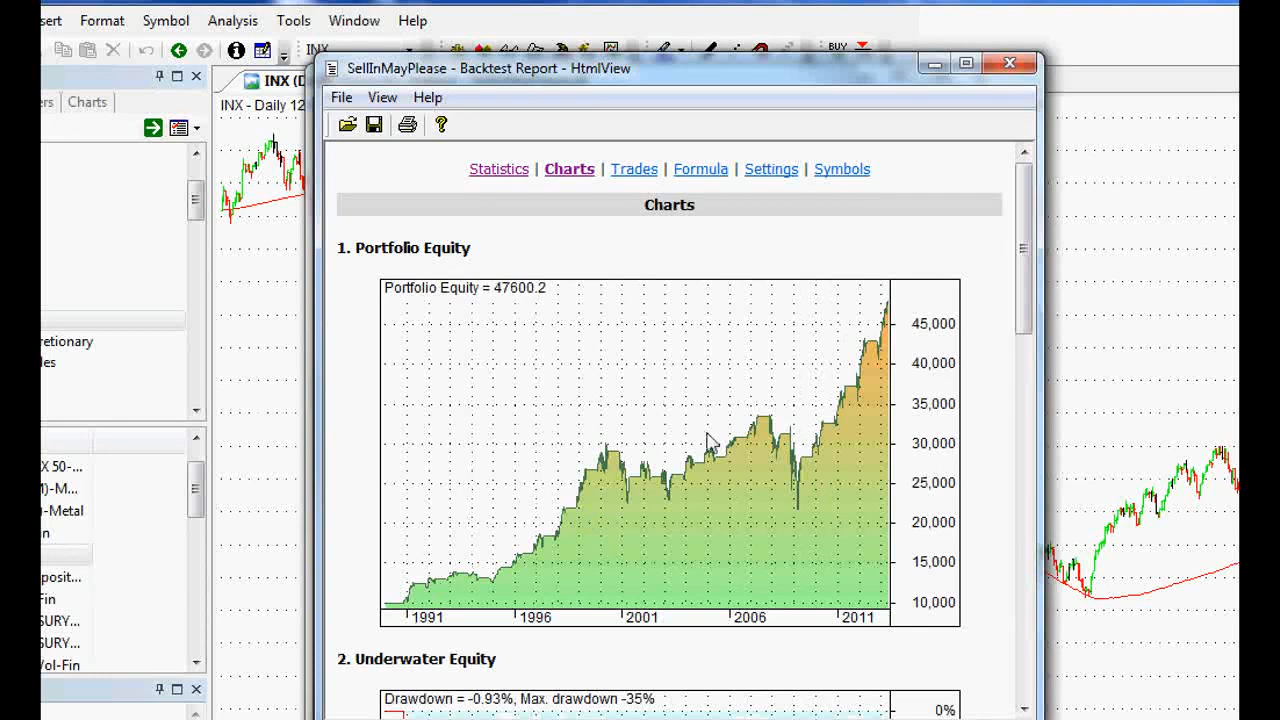 sert Format Symbol Analysis Tools Window Help
INX
BUY
SellInMayPlease - Backtest Report - HtmlView
INX (D
ers Charts
INX - Daily 12
File View Help
Statistics | Charts | Trades | Formula | Settings | Symbols
Charts
1. Portfolio Equity
Portfolio Equity = 47600.2
45,000
40,000
35,000
30,000
25,000
20,000
15,000
10,000
1991 1996 2001 2006 2011
2. Underwater Equity
Drawdown = -0.93%, Max. drawdown -35%
0%
retionary
les
X 50-...
M)-M...
)-Metal
n
posit...
Fin
SURY...
SURY...
Vol-Fin